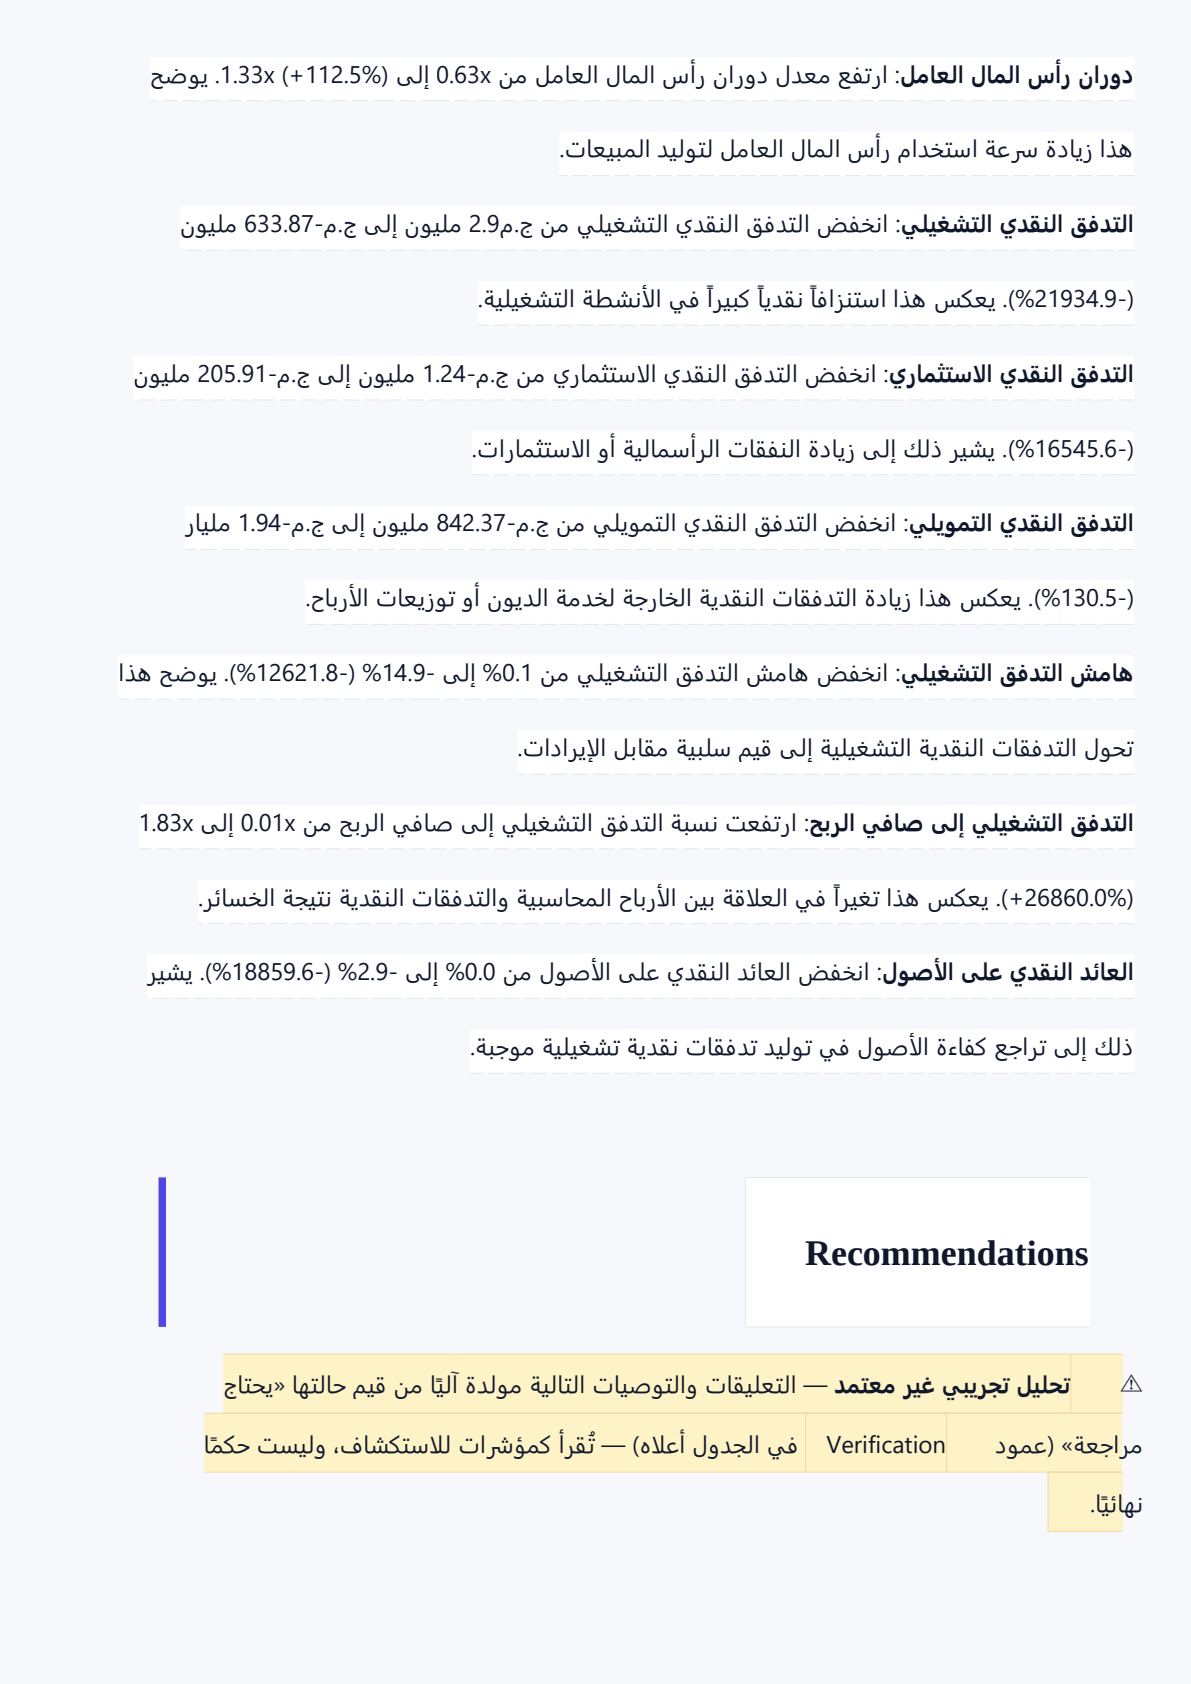 دوران رأس المال العامل: ارتفع معدل دوران رأس المال العامل من 0.63x إلى 1.33x (+112.5%). يوضح
هذا زيادة سرعة استخدام رأس المال العامل لتوليد المبيعات.
التدفق النقدي التشغيلي: انخفض التدفق النقدي التشغيلي من ج.م2.9 مليون إلى ج.م-633.87 مليون
(-21934.9%). يعكس هذا استنزافاً نقدياً كبيراً في الأنشطة التشغيلية.
التدفق النقدي الاستثماري: انخفض التدفق النقدي الاستثماري من ج.م-1.24 مليون إلى ج.م-205.91 مليون
(-16545.6%). يشير ذلك إلى زيادة النفقات الرأسمالية أو الاستثمارات.
التدفق النقدي التمويلي: انخفض التدفق النقدي التمويلي من ج.م-842.37 مليون إلى ج.م-1.94 مليار
(-130.5%). يعكس هذا زيادة التدفقات النقدية الخارجة لخدمة الديون أو توزيعات الأرباح.
هامش التدفق التشغيلي: انخفض هامش التدفق التشغيلي من 0.1% إلى -14.9% (-12621.8%). يوضح هذا
تحول التدفقات النقدية التشغيلية إلى قيم سلبية مقابل الإيرادات.
التدفق التشغيلي إلى صافي الربح: ارتفعت نسبة التدفق التشغيلي إلى صافي الربح من 0.01x إلى 1.83x
(+26860.0%). يعكس هذا تغيراً في العلاقة بين الأرباح المحاسبية والتدفقات النقدية نتيجة الخسائر.
العائد النقدي على الأصول: انخفض العائد النقدي على الأصول من 0.0% إلى -2.9% (-18859.6%). يشير
ذلك إلى تراجع كفاءة الأصول في توليد تدفقات نقدية تشغيلية موجبة.
Recommendations
⚠ تحليل تجريبي غير معتمد — التعليقات والتوصيات التالية مولدة آليًا من قيم حالتها «يحتاج
مراجعة» (عمود Verification في الجدول أعلاه) — تُقرأ كمؤشرات للاستكشاف، وليست حكمًا
نهائيًا.